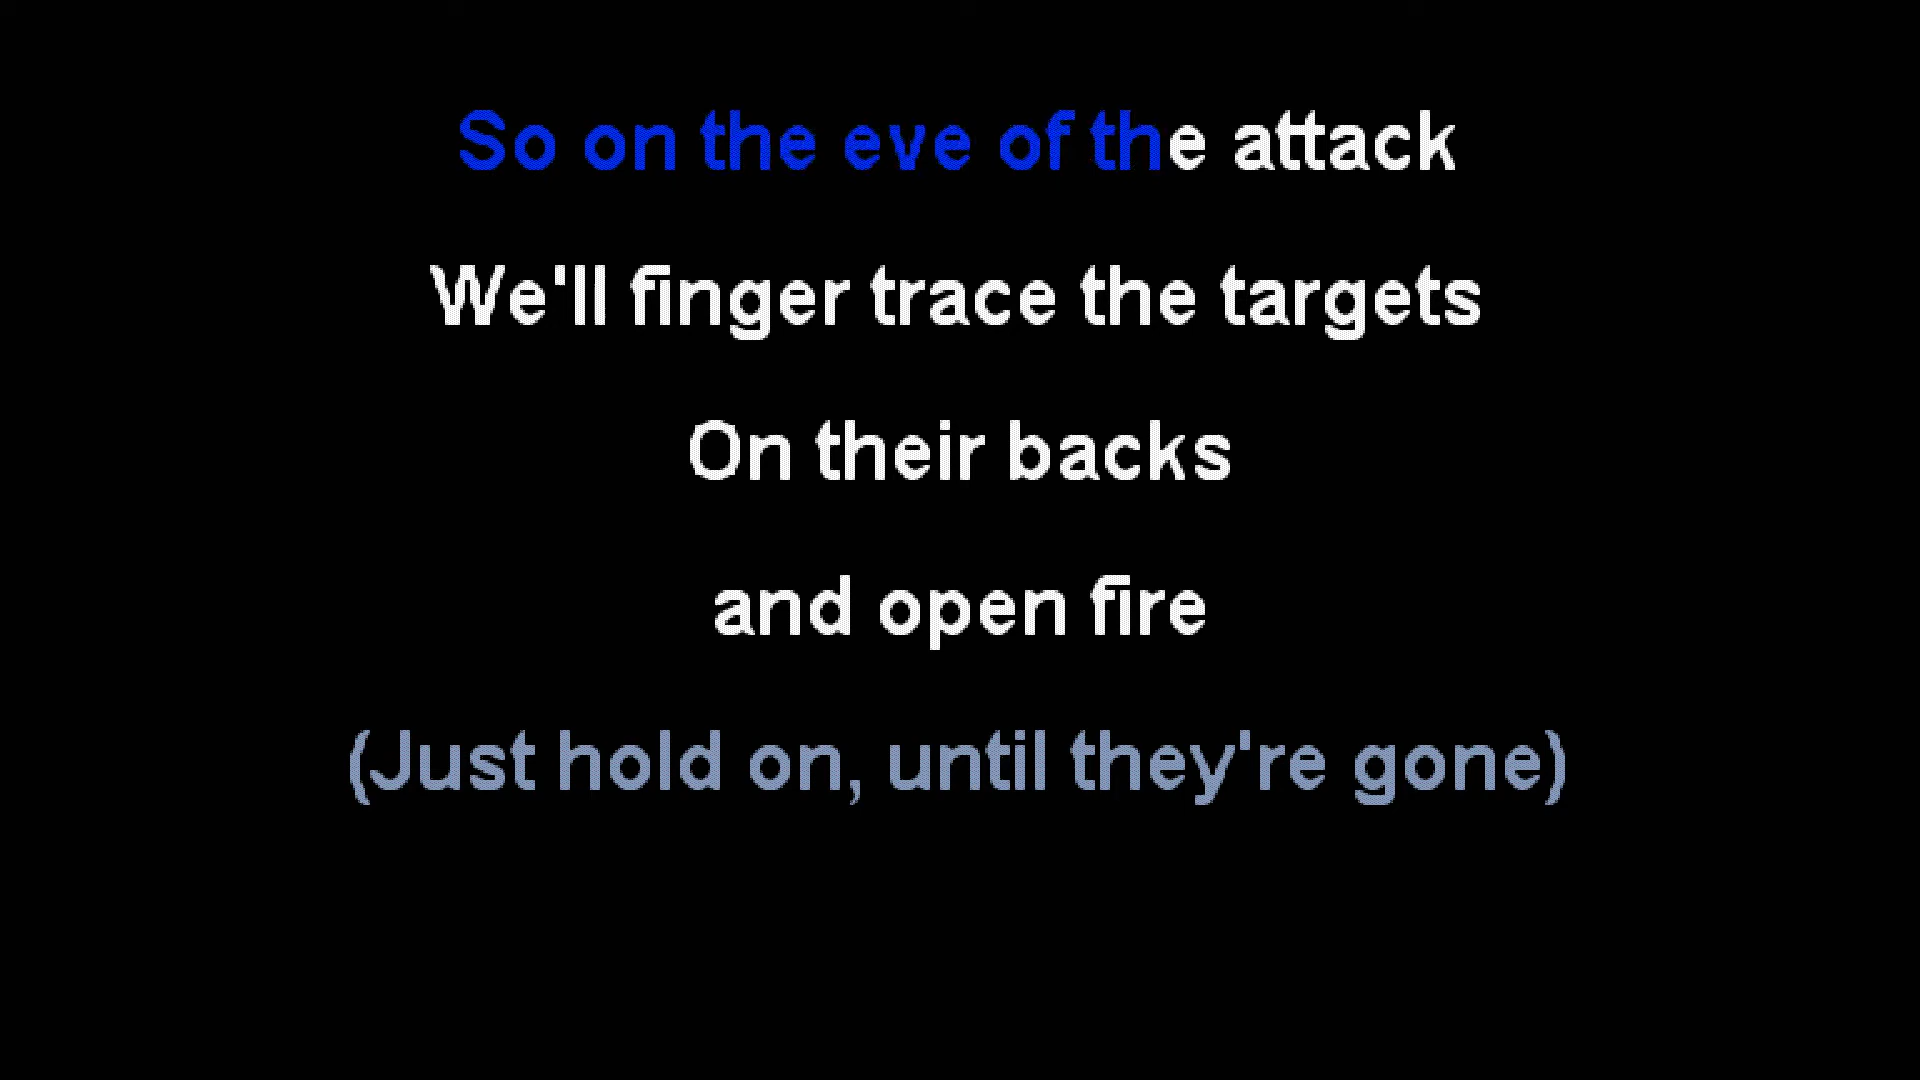 So on the eve of the attack
We'll finger trace the targets
On their backs
and open fire
(Just hold on, until they're gone)